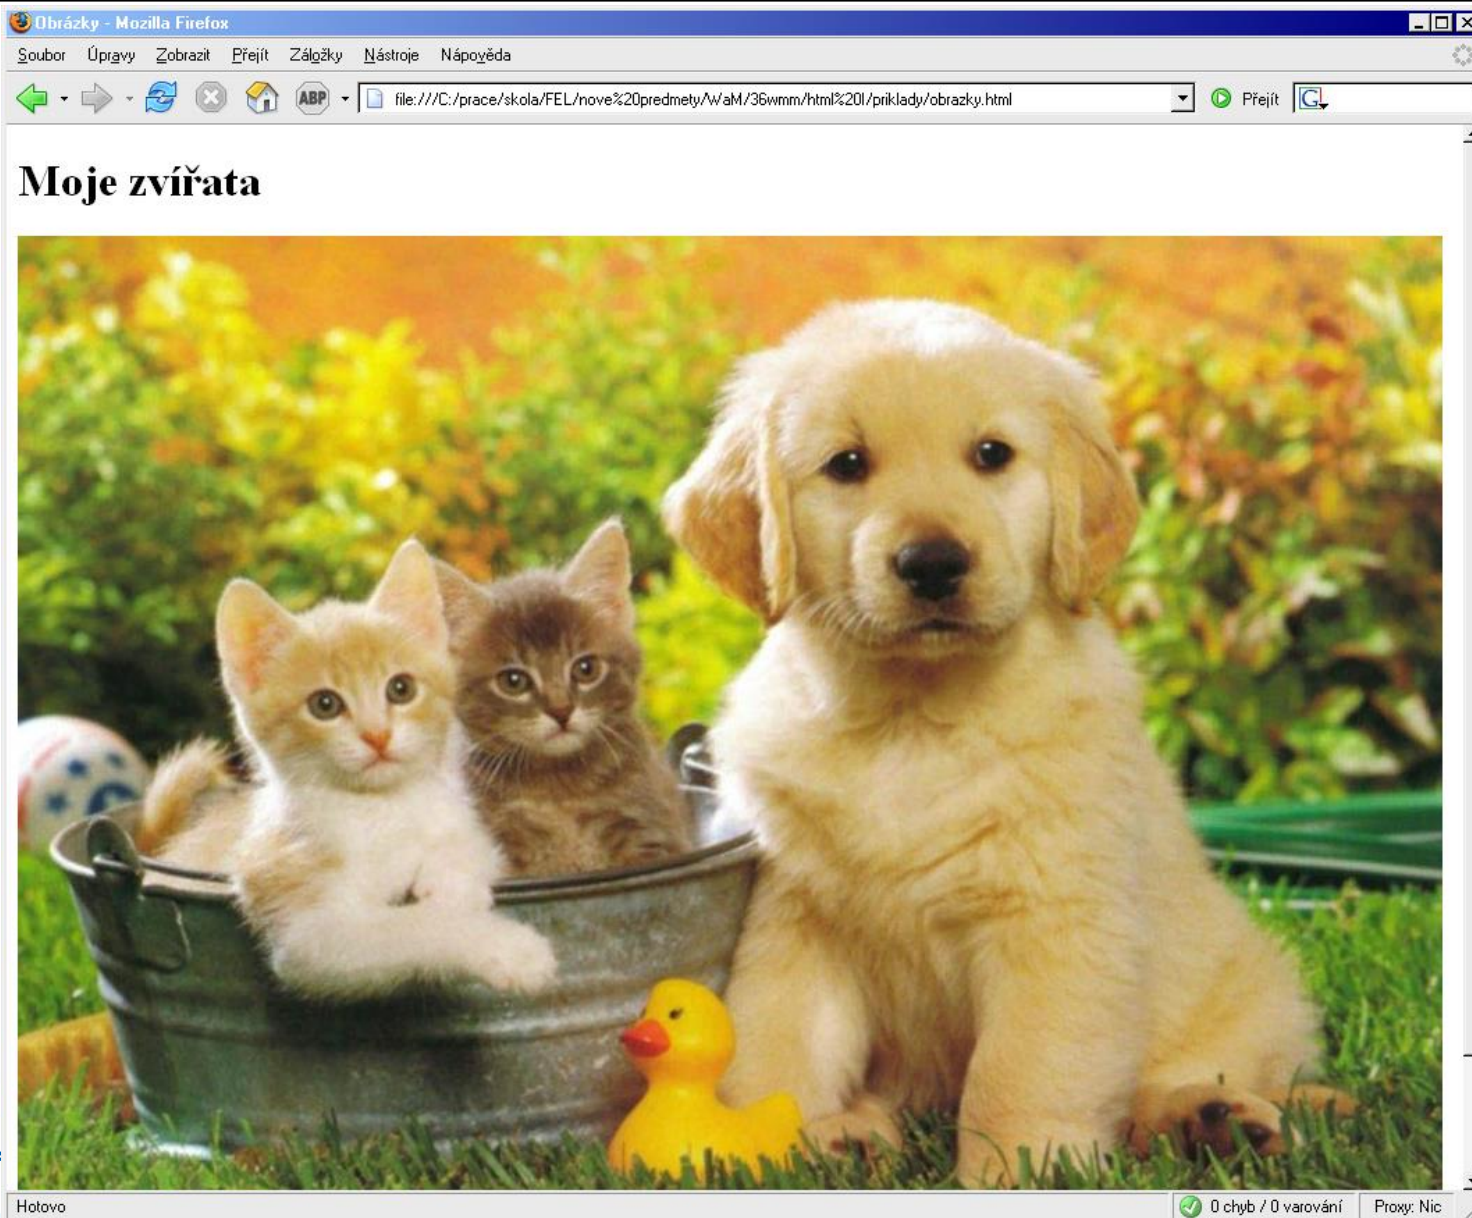 Obrázky - Mozilla Firefox
Soubor Úpravy Zobrazit Přejít Záložky Nástroje Nápověda
ABP file:///C:/prace/skola/FEL/nove%20predmety/WaM/36wmm/html%20I/priklady/obrazky.html Přejít G
Moje zvířata
Hotovo 0 chyb / 0 varování Proxy: Nic